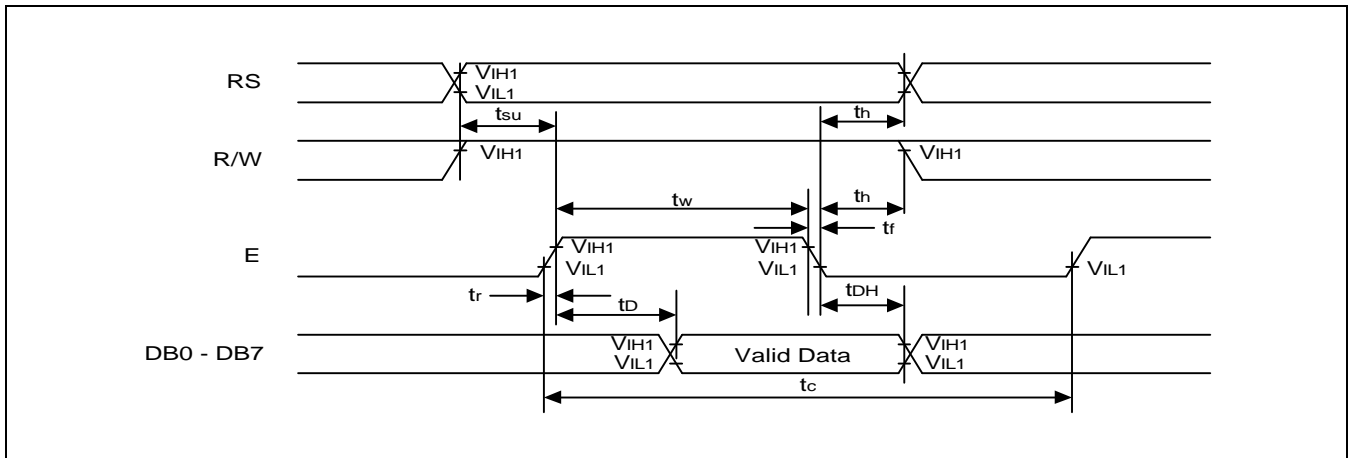 RS
VIH1
VIL1
tsu
th
R/W
VIH1
VIH1
tw
th
tf
E
VIH1
VIH1
VIL1
VIL1
VIL1
tr
tD
tDH
DB0 - DB7
VIH1
Valid Data
VIH1
VIL1
VIL1
tc